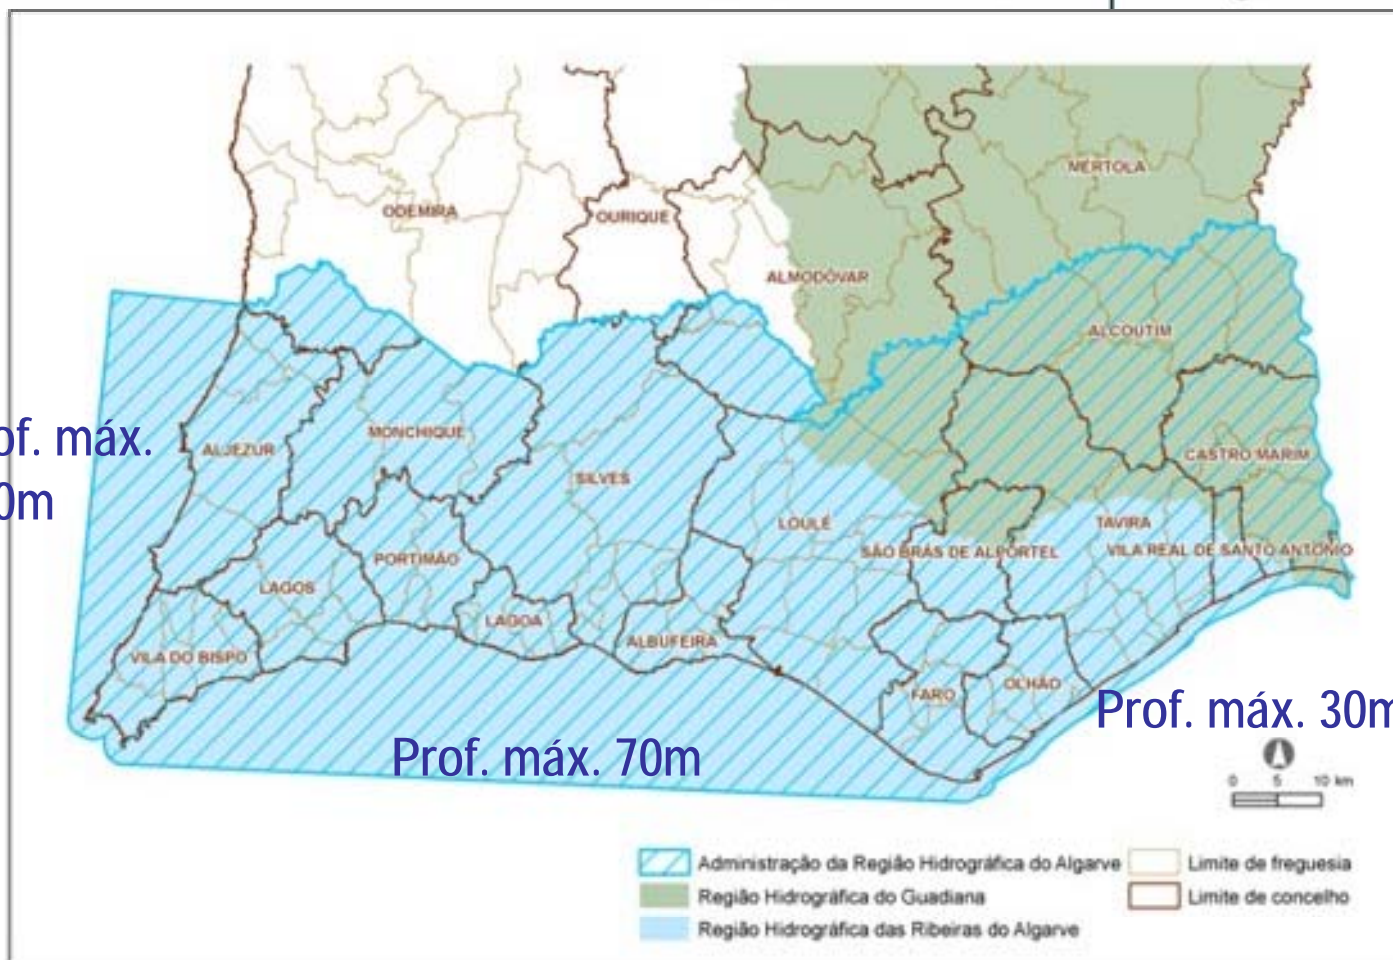 MÉRTOLA
ODEMIRA
OURIQUE
ALMODÔVAR
ALCOUTIM
of. máx.
0m
ALJEZUR
MONCHIQUE
CASTRO MARIM
SILVES
LOULÉ
TAVIRA
SÃO BRÁS DE ALPORTEL
VILA REAL DE SANTO ANTÓNIO
PORTIMÃO
LAGOS
LAGOA
ALBUFEIRA
VILA DO BISPO
FARO
OLHÃO
Prof. máx. 30m
Prof. máx. 70m
0 5 10 km
Administração da Região Hidrográfica do Algarve
Limite de freguesia
Região Hidrográfica do Guadiana
Limite de concelho
Região Hidrográfica das Ribeiras do Algarve